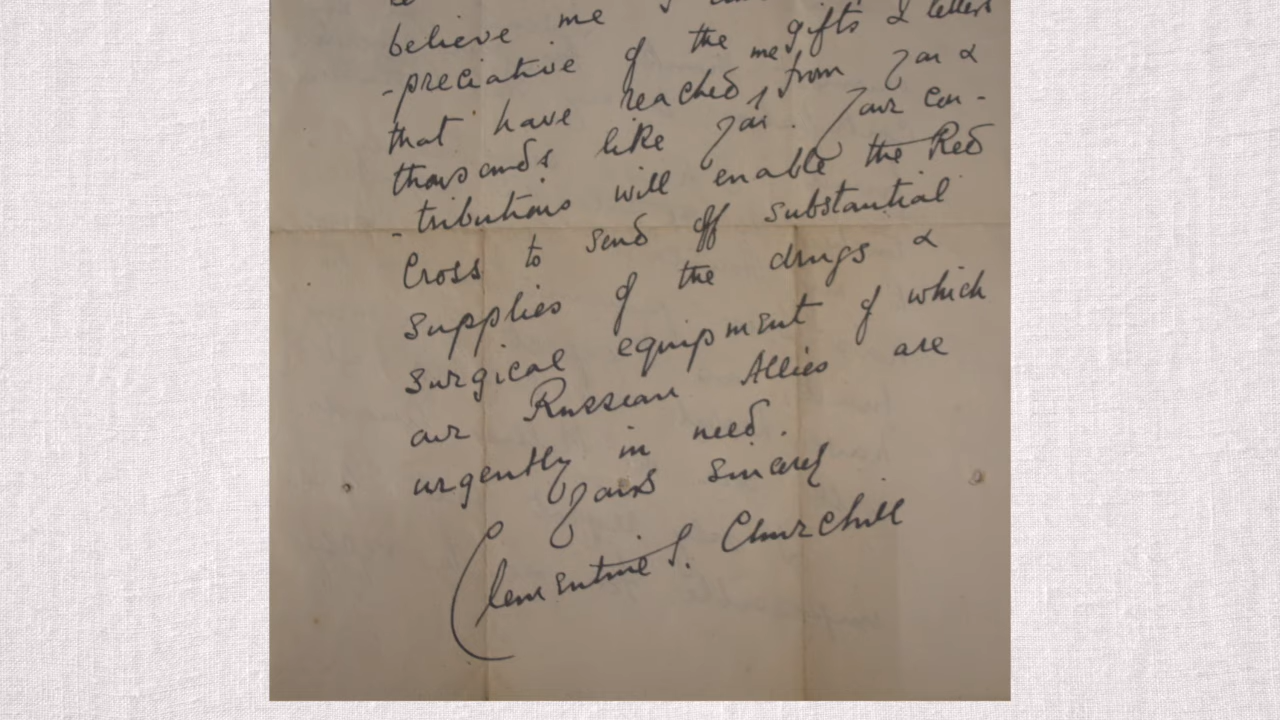 believe me I
-preciative of the gifts & letters
that have reached me, from you &
thousands like you. Your con-
-tributions will enable the Red
Cross to send off substantial
supplies of the drugs &
surgical equipment of which
our Russian Allies are
urgently in need.
Yours sincerely
Clementine S. Churchill